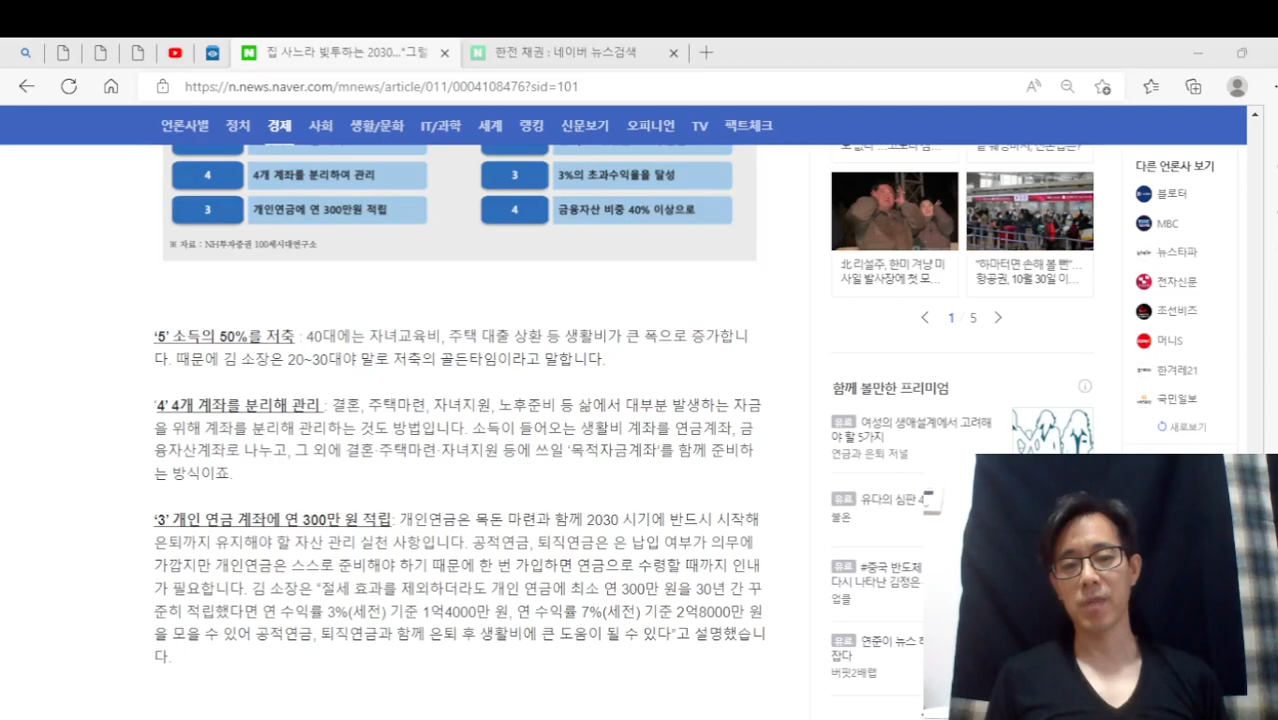 집 사느라 빚투하는 2030..."그럴
한전 채권 : 네이버 뉴스검색
https://n.news.naver.com/mnews/article/011/0004108476?sid=101
언론사별 정치 경제 사회 생활/문화 IT/과학 세계 랭킹 신문보기 오피니언 TV 팩트체크
4 4개 계좌를 분리하여 관리
3 3%의 초과수익율을 달성
3 개인연금에 연 300만원 적립
4 금융자산 비중 40% 이상으로
※ 자료 : NH투자증권 100세시대연구소
‘5’ 소득의 50%를 저축 : 40대에는 자녀교육비, 주택 대출 상환 등 생활비가 큰 폭으로 증가합니
다. 때문에 김 소장은 20~30대야 말로 저축의 골든타임이라고 말합니다.
‘4’ 4개 계좌를 분리해 관리 : 결혼, 주택마련, 자녀지원, 노후준비 등 삶에서 대부분 발생하는 자금
을 위해 계좌를 분리해 관리하는 것도 방법입니다. 소득이 들어오는 생활비 계좌를 연금계좌, 금
융자산계좌로 나누고, 그 외에 결혼·주택마련·자녀지원 등에 쓰일 ‘목적자금계좌’를 함께 준비하
는 방식이죠.
‘3’ 개인 연금 계좌에 연 300만 원 적립: 개인연금은 목돈 마련과 함께 2030 시기에 반드시 시작해
은퇴까지 유지해야 할 자산 관리 실천 사항입니다. 공적연금, 퇴직연금은 은 납입 여부가 의무에
가깝지만 개인연금은 스스로 준비해야 하기 때문에 한 번 가입하면 연금으로 수령할 때까지 인내
가 필요합니다. 김 소장은 “절세 효과를 제외하더라도 개인 연금에 최소 연 300만 원을 30년 간 꾸
준히 적립했다면 연 수익률 3%(세전) 기준 1억4000만 원, 연 수익률 7%(세전) 기준 2억8000만 원
을 모을 수 있어 공적연금, 퇴직연금과 함께 은퇴 후 생활비에 큰 도움이 될 수 있다”고 설명했습니
다.
北 리설주, 한미 겨냥 미
사일 발사장에 첫 모...
"하마터면 손해 볼 뻔"...
항공권, 10월 30일 이...
1 / 5
함께 볼만한 프리미엄
유료 여성의 생애설계에서 고려해
야 할 5가지
연금과 은퇴 저널
유료 유다의 심판 4
불온
유료 #중국 반도체
다시 나타난 김정은
업클
유료 연준이 뉴스
잡다
버핏2배랩
다른 언론사 보기
블로터
MBC
뉴스타파
전자신문
조선비즈
머니S
한겨레21
국민일보
새로보기